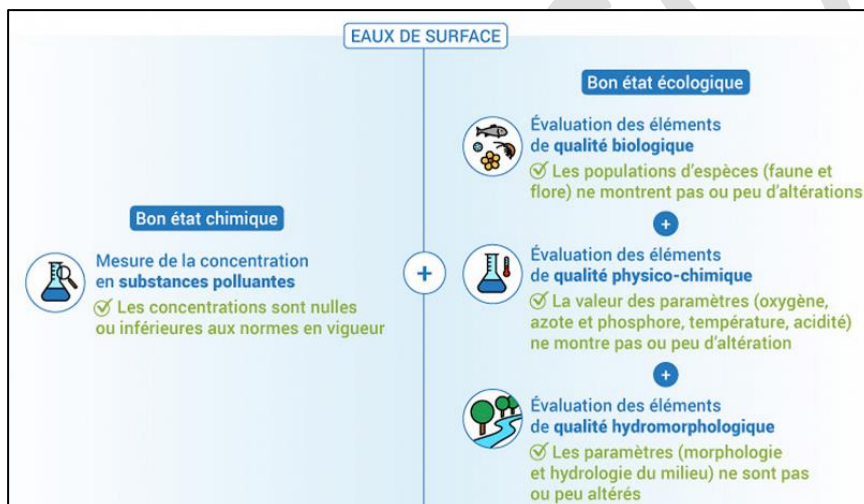 EAUX DE SURFACE
Bon état chimique
Mesure de la concentration
en substances polluantes
Les concentrations sont nulles
ou inférieures aux normes en vigueur
+
Bon état écologique
Évaluation des éléments
de qualité biologique
Les populations d'espèces (faune et
flore) ne montrent pas ou peu d'altérations
+
Évaluation des éléments
de qualité physico-chimique
La valeur des paramètres (oxygène,
azote et phosphore, température, acidité)
ne montre pas ou peu d'altération
+
Évaluation des éléments
de qualité hydromorphologique
Les paramètres (morphologie
et hydrologie du milieu) ne sont pas
ou peu altérés